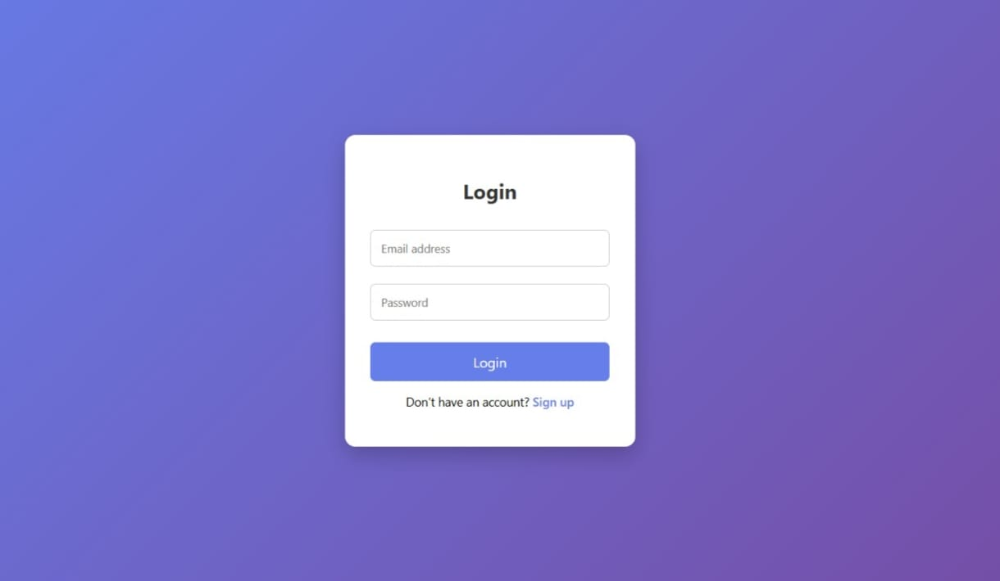 Login
Email address
Password
Login
Don't have an account? Sign up